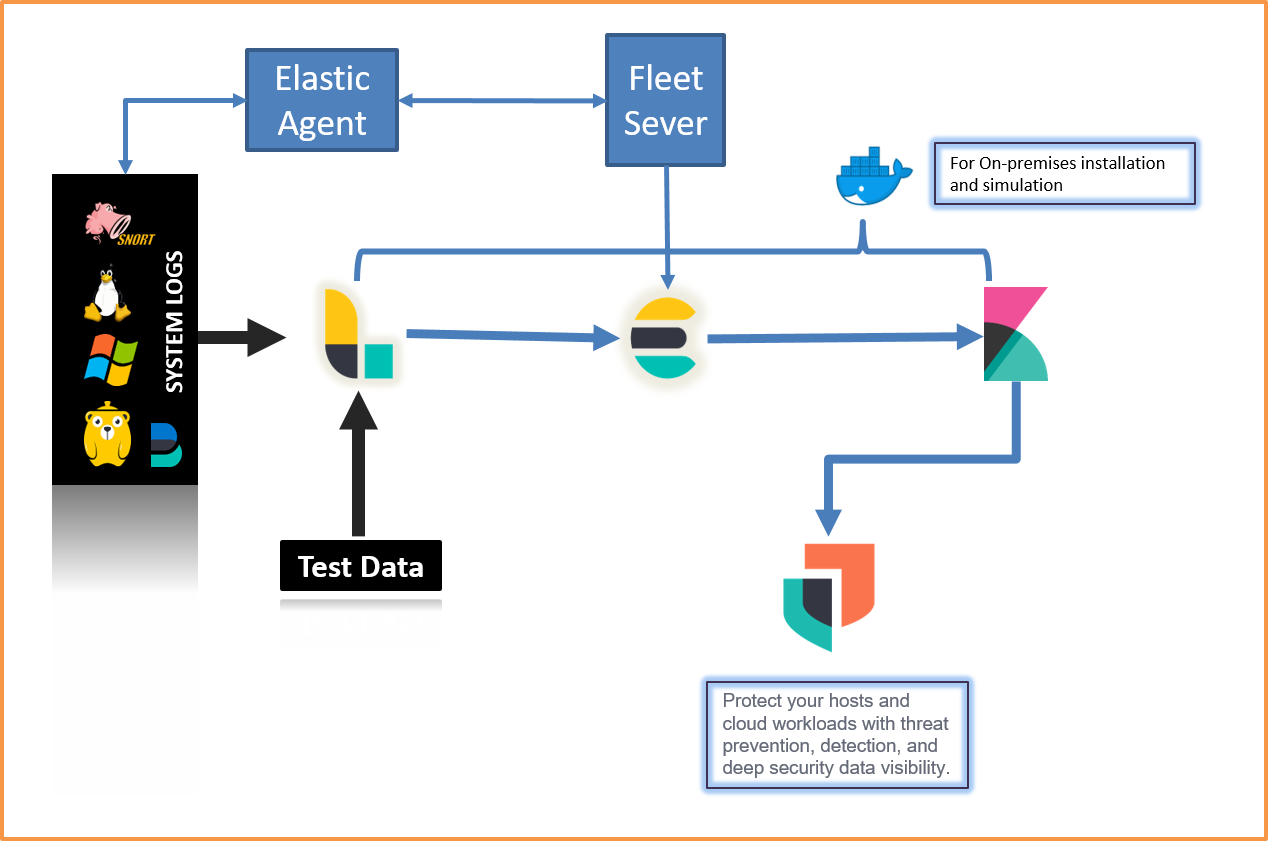 Elastic
Agent
Fleet
Sever
For On-premises installation
and simulation
SNORT
SYSTEM LOGS
Test Data
Protect your hosts and
cloud workloads with threat
prevention, detection, and
deep security data visibility.